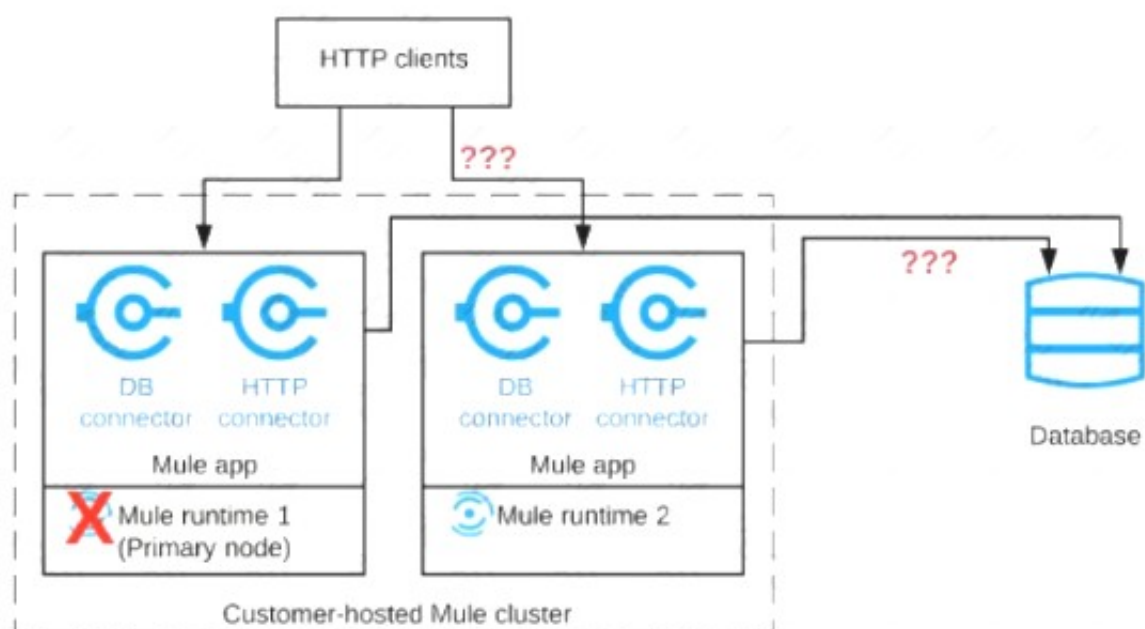 HTTP clients
???
???
DB
connector
HTTP
connector
Mule app
Mule runtime 1
(Primary node)
DB
connector
HTTP
connector
Mule app
Mule runtime 2
Database
Customer-hosted Mule cluster